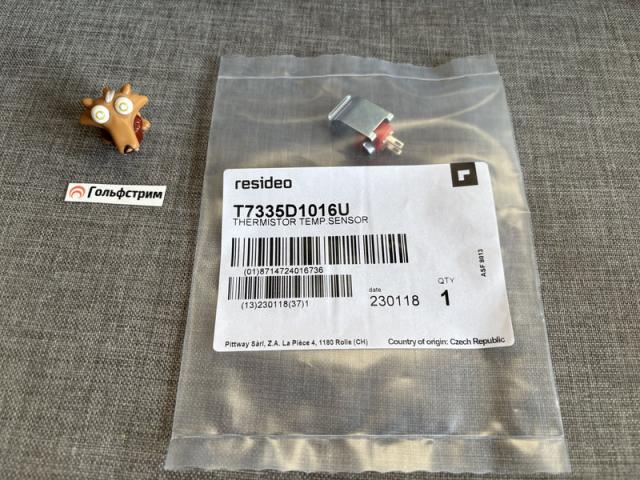 Гольфстрим
resideo
T7335D1016U
THERMISTOR TEMP.SENSOR
(01)8714724016736
(13)230118(37)1
date
230118
QTY
1
ASF 9813
Pittway Sàrl, Z.A. La Pièce 4, 1180 Rolle (CH)
Country of origin: Czech Republic